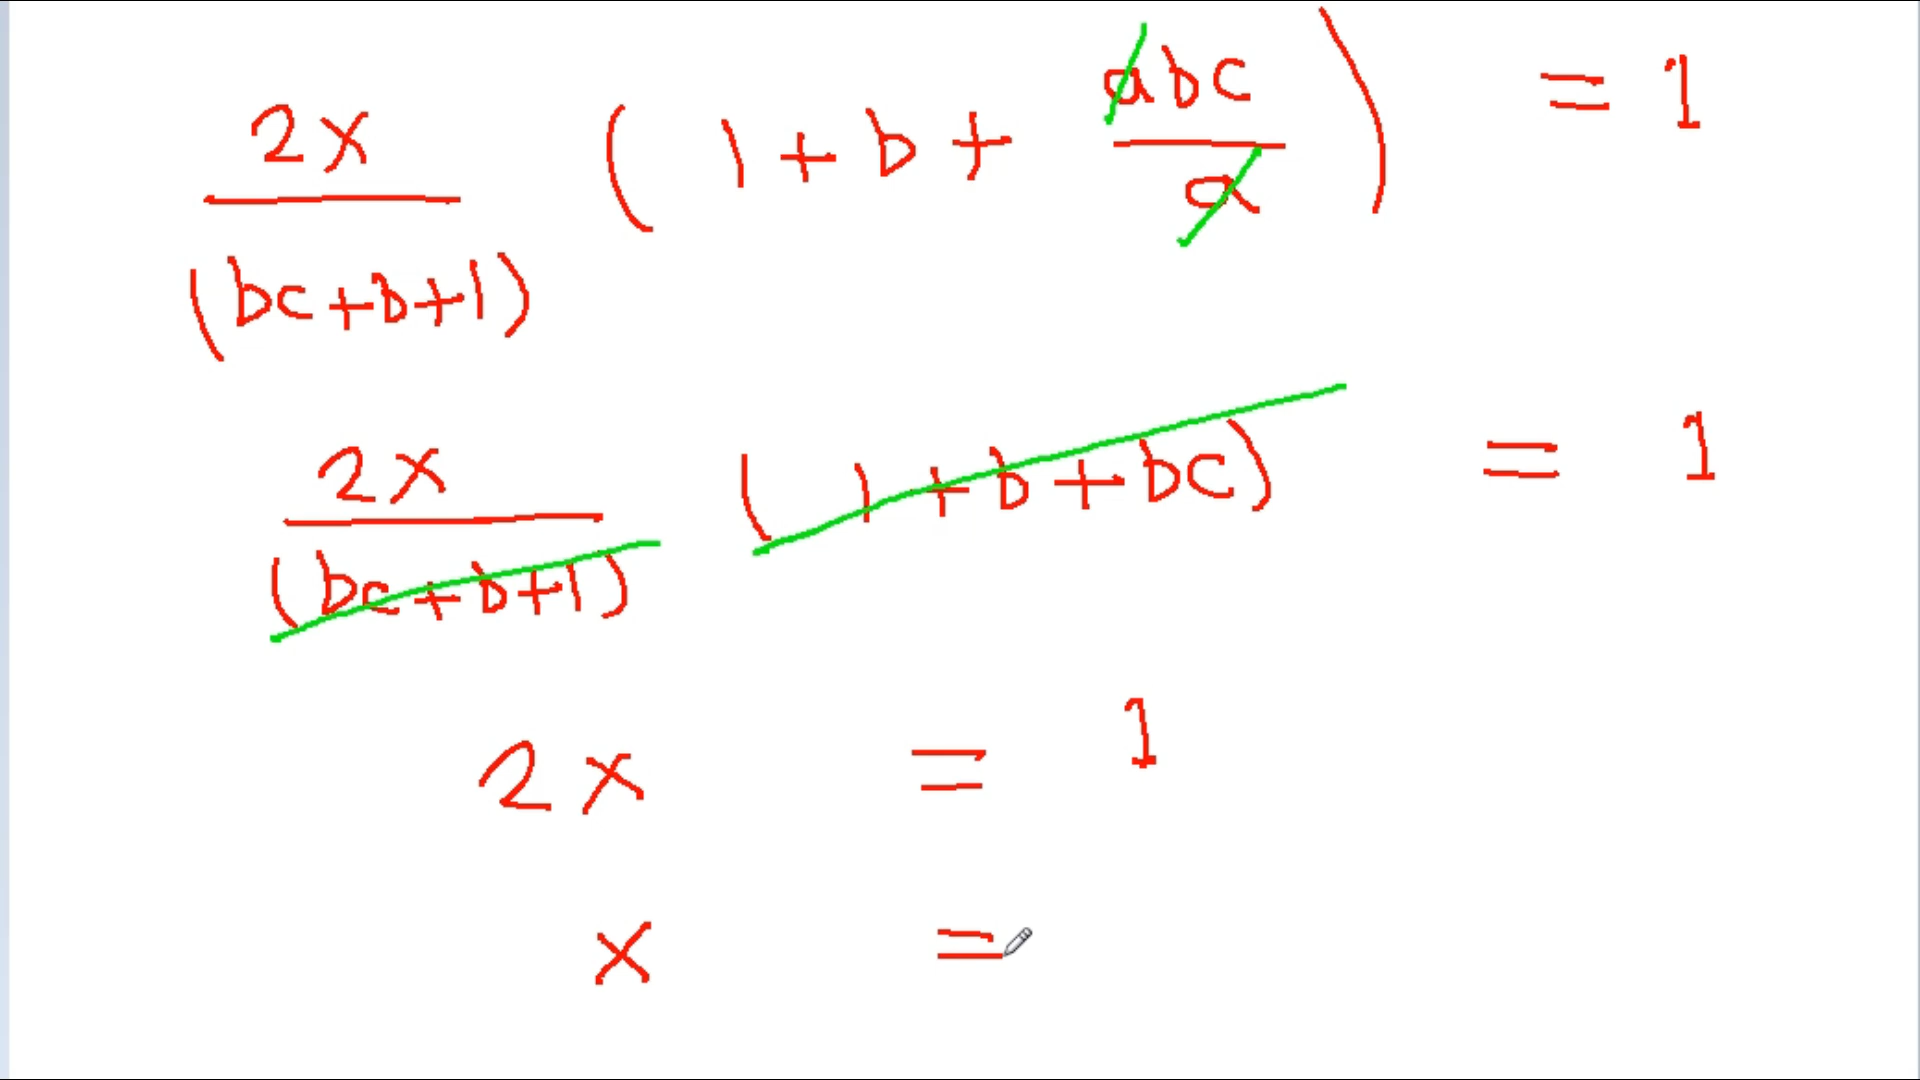 2x/(bc+b+1) (1+b+abc/a) = 1
2x/(bc+b+1) (1+b+bc) = 1
2x = 1
x =